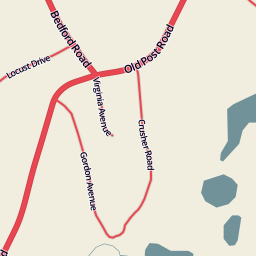 Bedford Road
Old Post Road
Locust Drive
Virginia Avenue
Crusher Road
Gordon Avenue